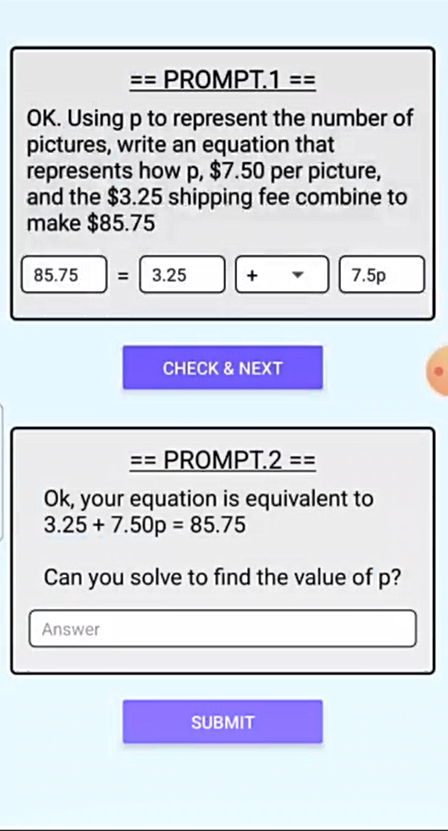 == PROMPT.1 ==
OK. Using p to represent the number of
pictures, write an equation that
represents how p, $7.50 per picture,
and the $3.25 shipping fee combine to
make $85.75
85.75 = 3.25 + 7.5p
CHECK & NEXT
== PROMPT.2 ==
Ok, your equation is equivalent to
3.25 + 7.50p = 85.75
Can you solve to find the value of p?
Answer
SUBMIT